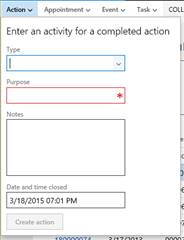 Action Appointment Event Task COLL
Enter an activity for a completed action
Type
Purpose
*
Notes
Date and time closed
3/18/2015 07:01 PM
Create action